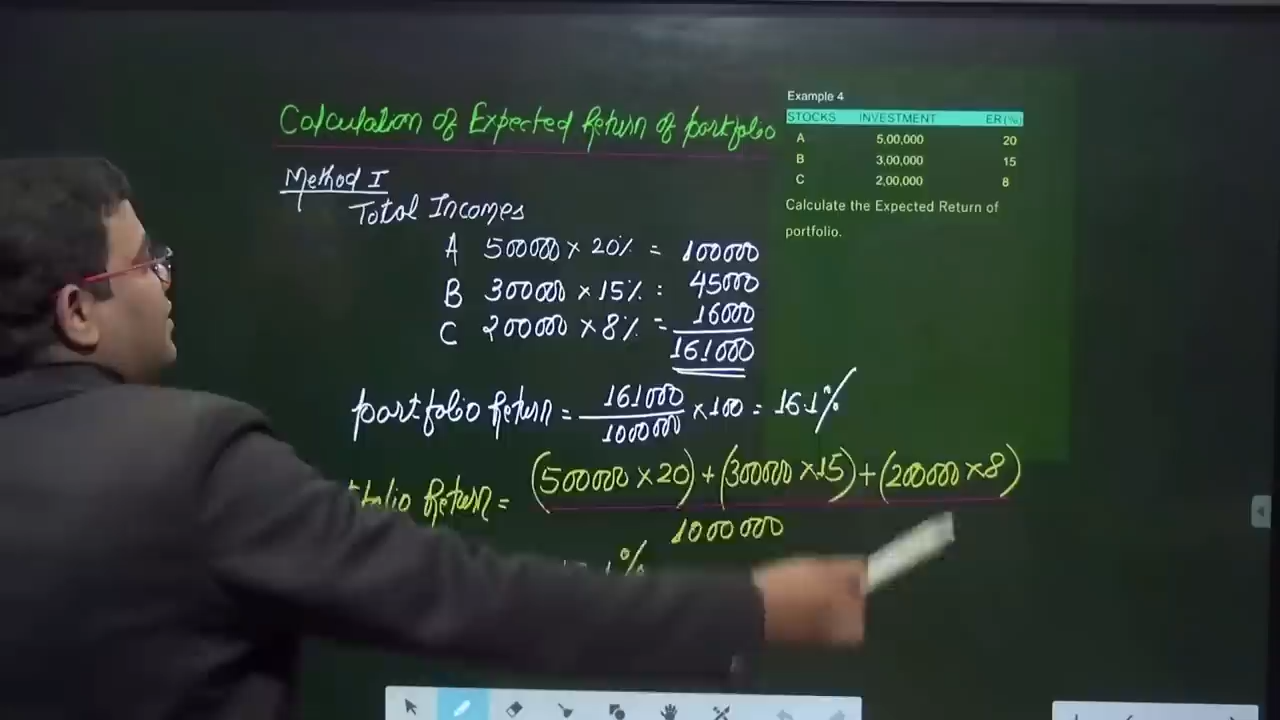 Calculation of Expected Return of portfolio
Method I
Total Incomes
A 500000 × 20% = 100000
B 300000 × 15% = 45000
C 200000 × 8% = 16000
161000
portfolio Return = 161000 / 1000000 × 100 = 16.1%
tfolio Return = (500000 × 20) + (300000 × 15) + (200000 × 8)
1000000
Example 4
STOCKS INVESTMENT ER (%)
A 5,00,000 20
B 3,00,000 15
C 2,00,000 8
Calculate the Expected Return of
portfolio.